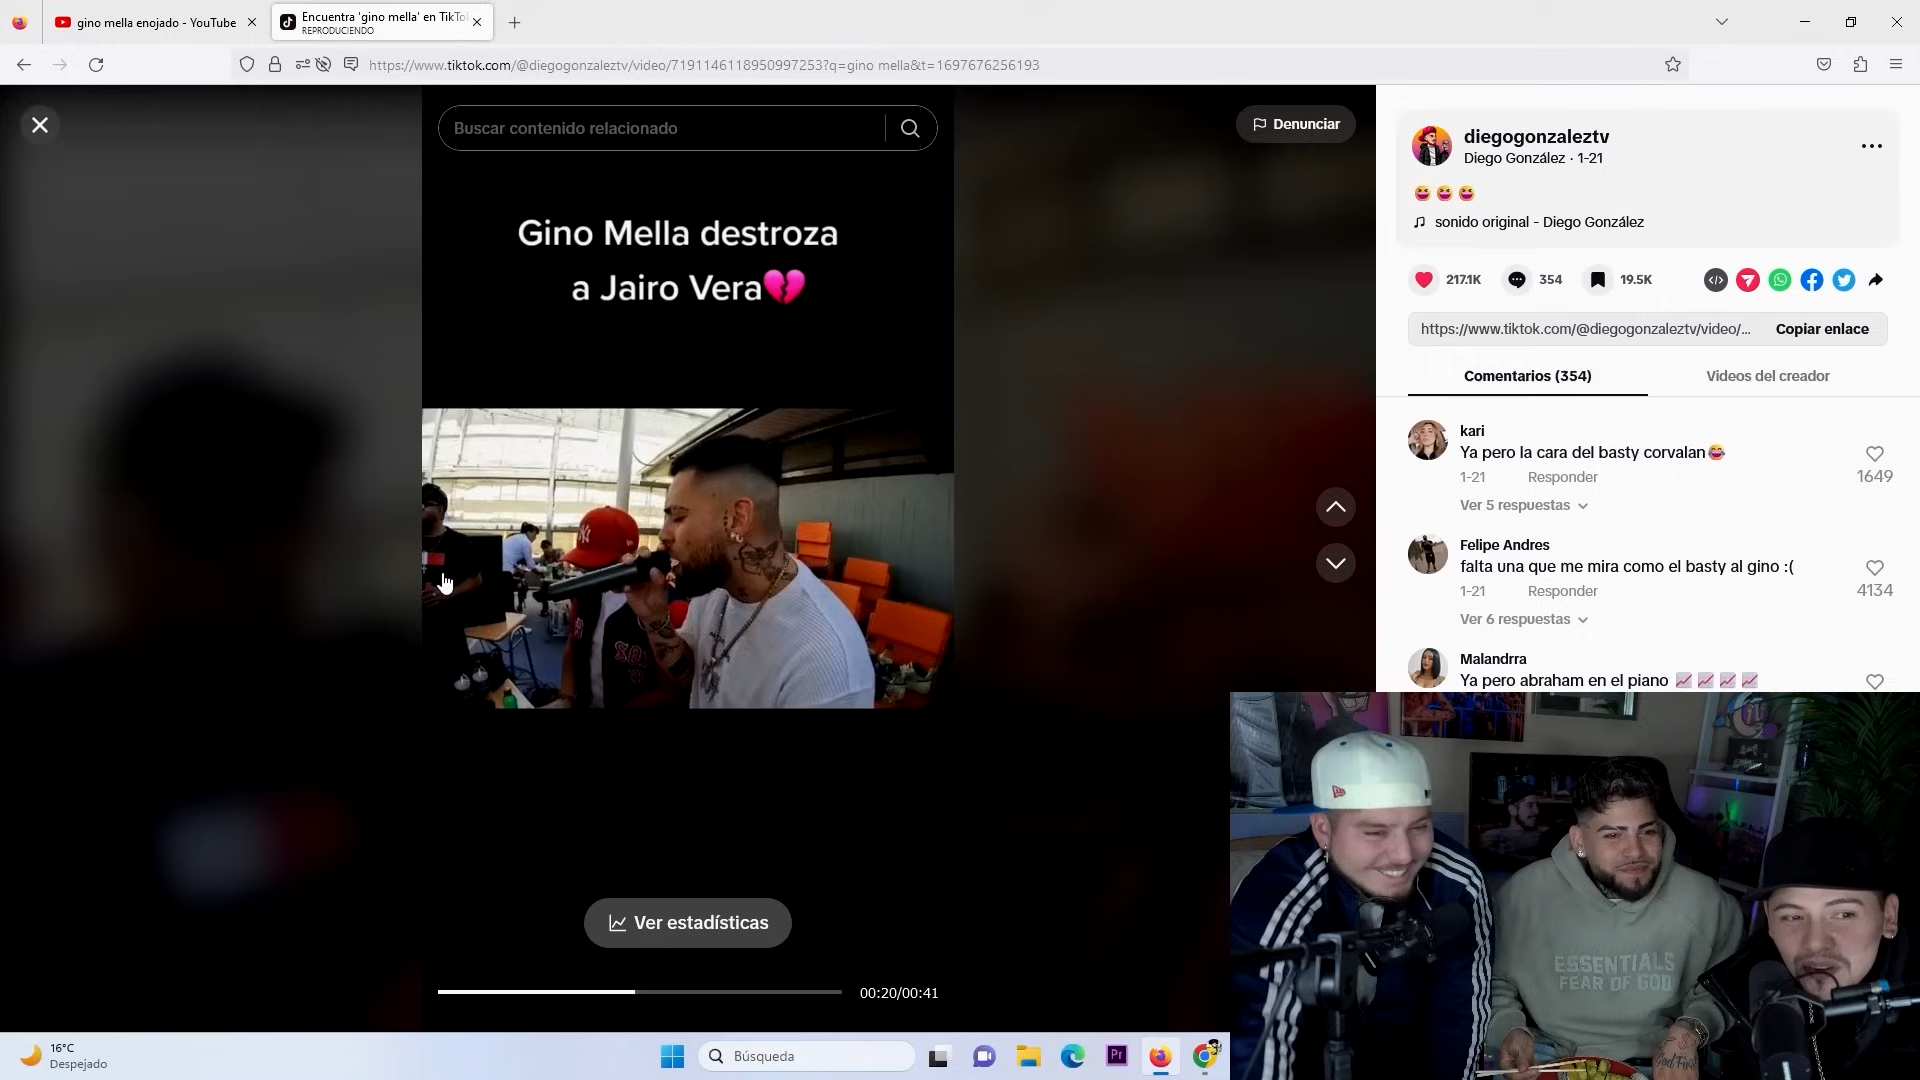 gino mella enojado - YouTube
Encuentra 'gino mella' en TikTo
REPRODUCIENDO
https://www.tiktok.com/@diegogonzaleztv/video/7191146118950997253?q=gino mella&t=1697676256193
Buscar contenido relacionado
Denunciar
Gino Mella destroza
a Jairo Vera💔
Ver estadísticas
00:20/00:41
diegogonzaleztv
Diego González · 1-21
😆 😆 😆
sonido original - Diego González
217.1K
354
19.5K
https://www.tiktok.com/@diegogonzaleztv/video/...
Copiar enlace
Comentarios (354)
Videos del creador
kari
Ya pero la cara del basty corvalan😂
1-21 Responder
1649
Ver 5 respuestas
Felipe Andres
falta una que me mira como el basty al gino :(
1-21 Responder
4134
Ver 6 respuestas
Malandrra
Ya pero abraham en el piano 📈 📈 📈 📈
ESSENTIALS
FEAR OF GOD
16°C
Despejado
Búsqueda
Pr